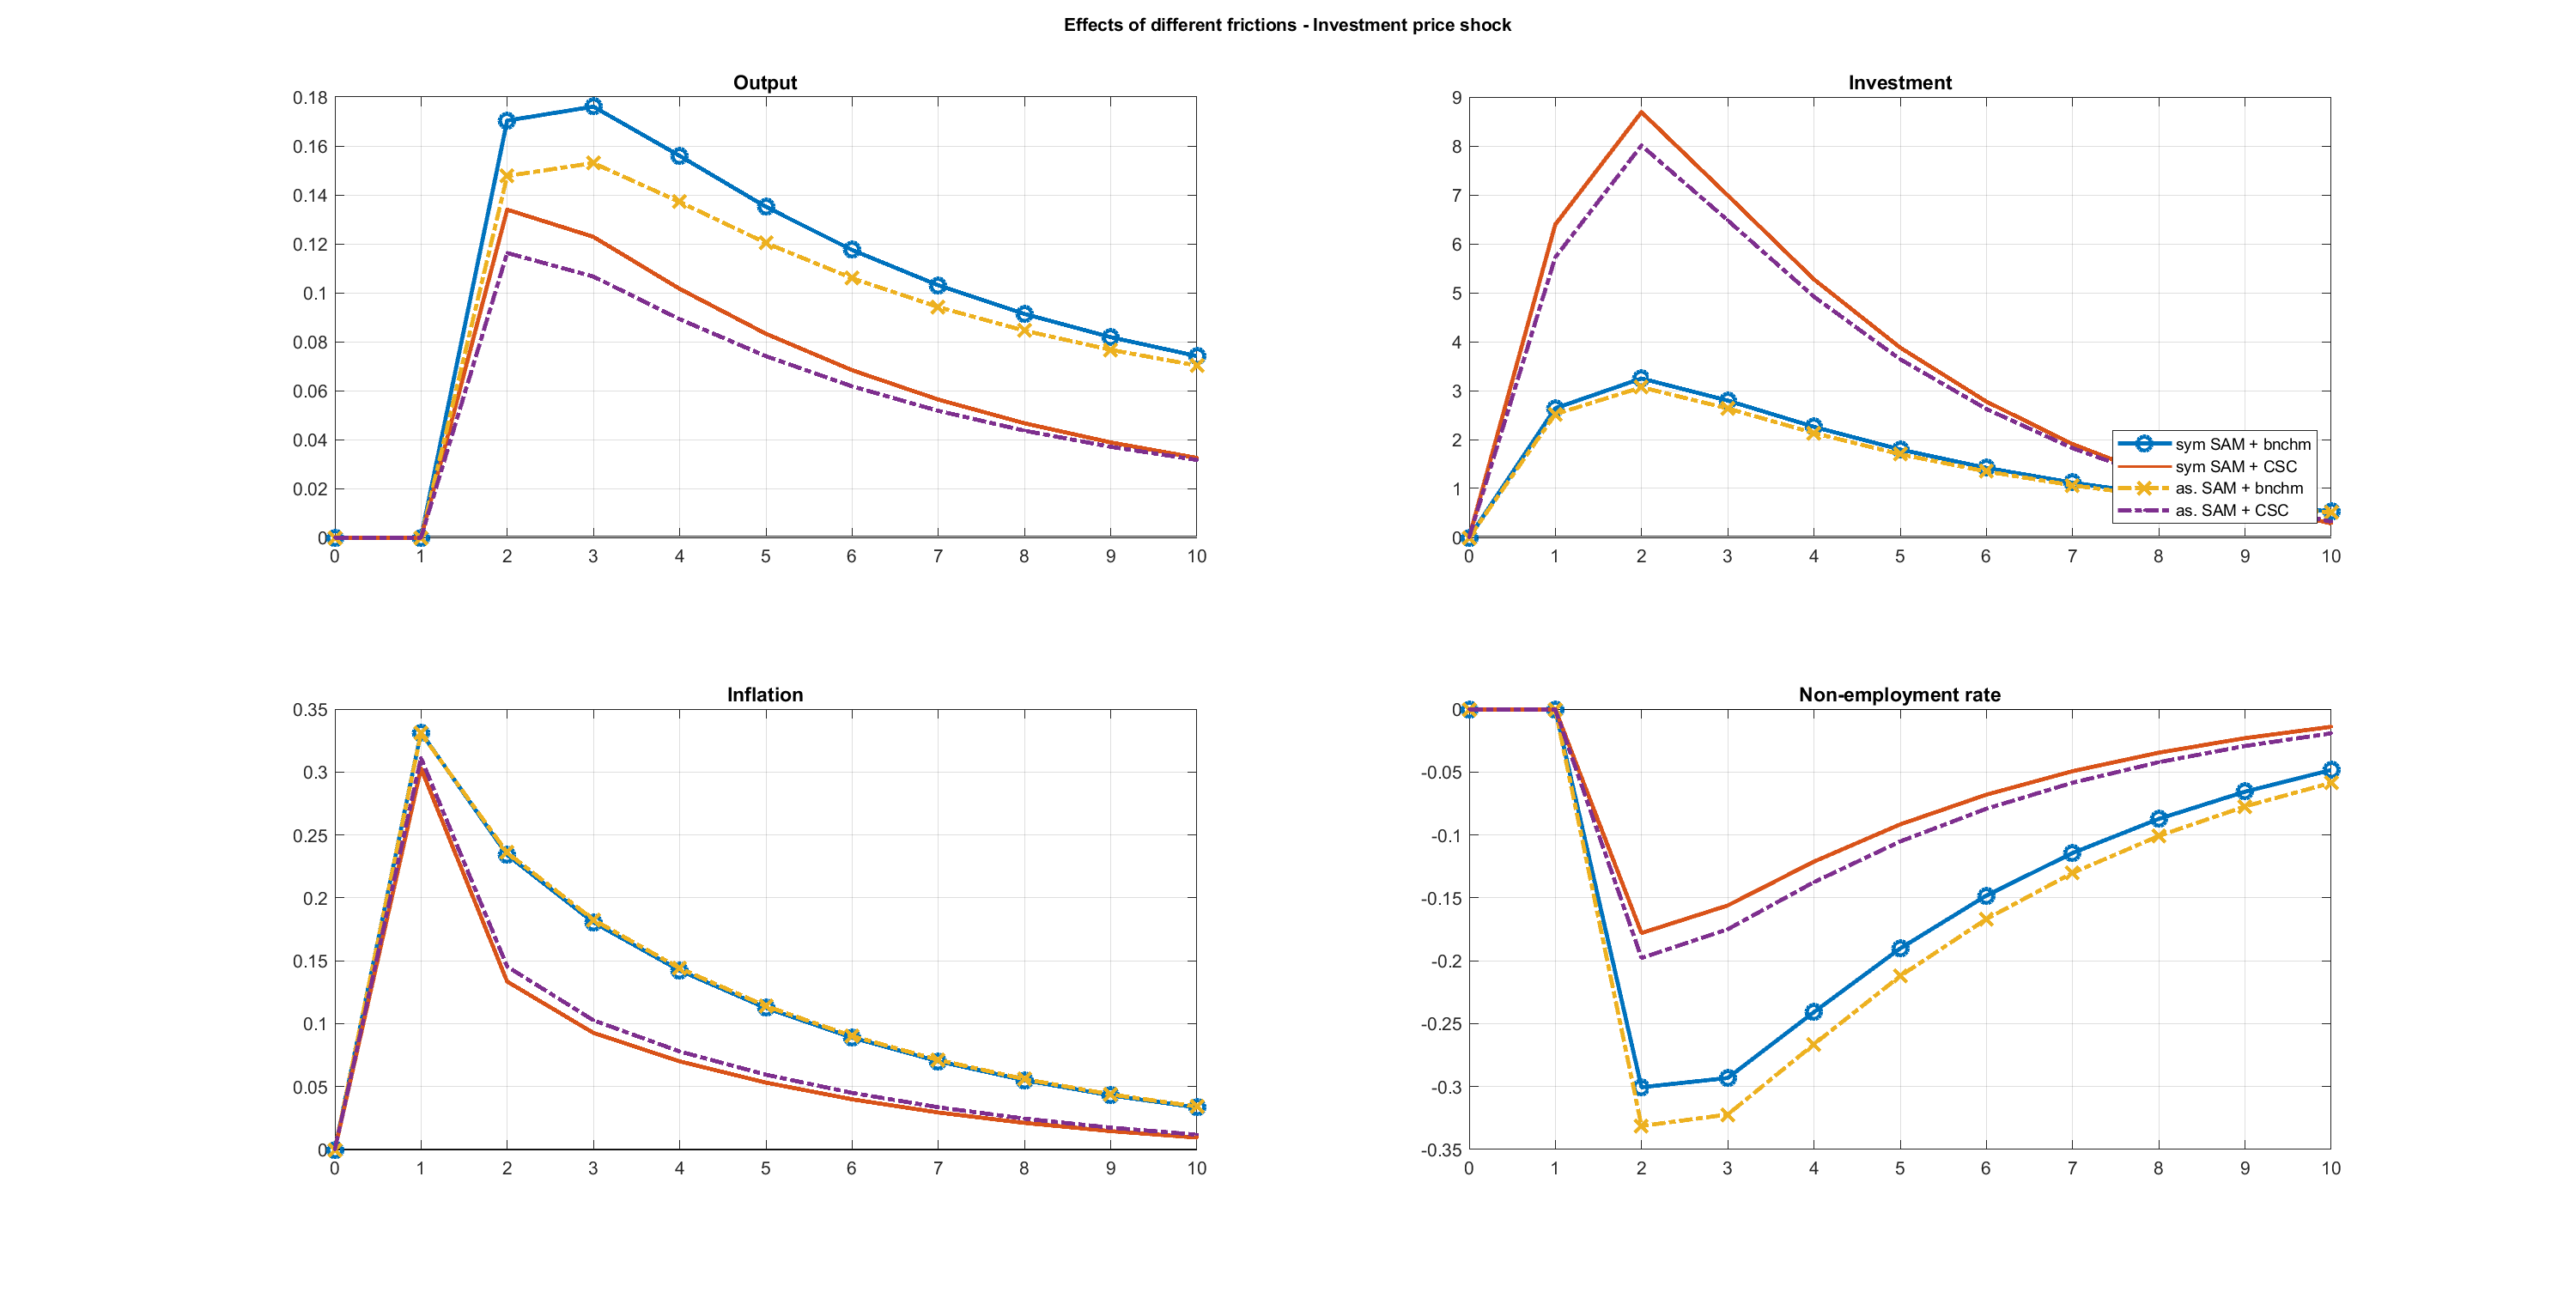 Effects of different frictions - Investment price shock
Output
0.18
0.16
0.14
0.12
0.1
0.08
0.06
0.04
0.02
0
0 1 2 3 4 5 6 7 8 9 10
Investment
9
8
7
6
5
4
3
2
1
0
0 1 2 3 4 5 6 7 8 9 10
sym SAM + bnchm
sym SAM + CSC
as. SAM + bnchm
as. SAM + CSC
Inflation
0.35
0.3
0.25
0.2
0.15
0.1
0.05
0
0 1 2 3 4 5 6 7 8 9 10
Non-employment rate
0
-0.05
-0.1
-0.15
-0.2
-0.25
-0.3
-0.35
0 1 2 3 4 5 6 7 8 9 10